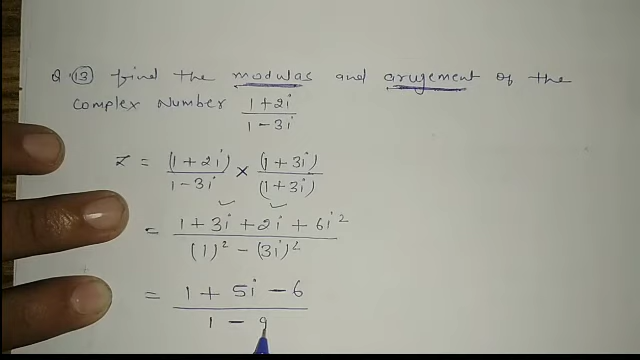 Q.13 find the modulas and arugement of the
Complex Number (1+2i)/(1-3i)
z = (1+2i)/(1-3i) × (1+3i)/(1+3i)
= (1+3i+2i+6i²)/((1)²-(3i)²)
= (1+5i-6)/(1-9